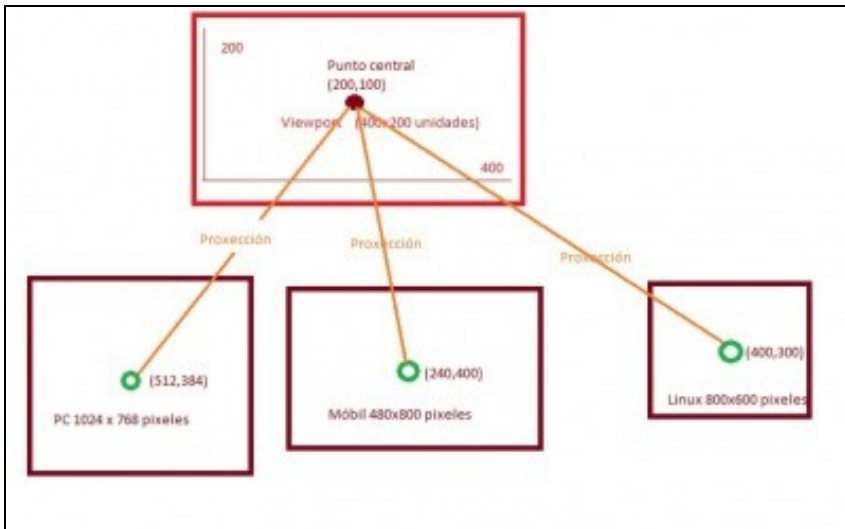 200
Punto central
(200,100)
Viewport (400x200 unidades)
400
Proxección
Proxección
Proxección
(512,384)
(240,400)
(400,300)
PC 1024 x 768 pixeles
Móbil 480x800 pixeles
Linux 800x600 pixeles